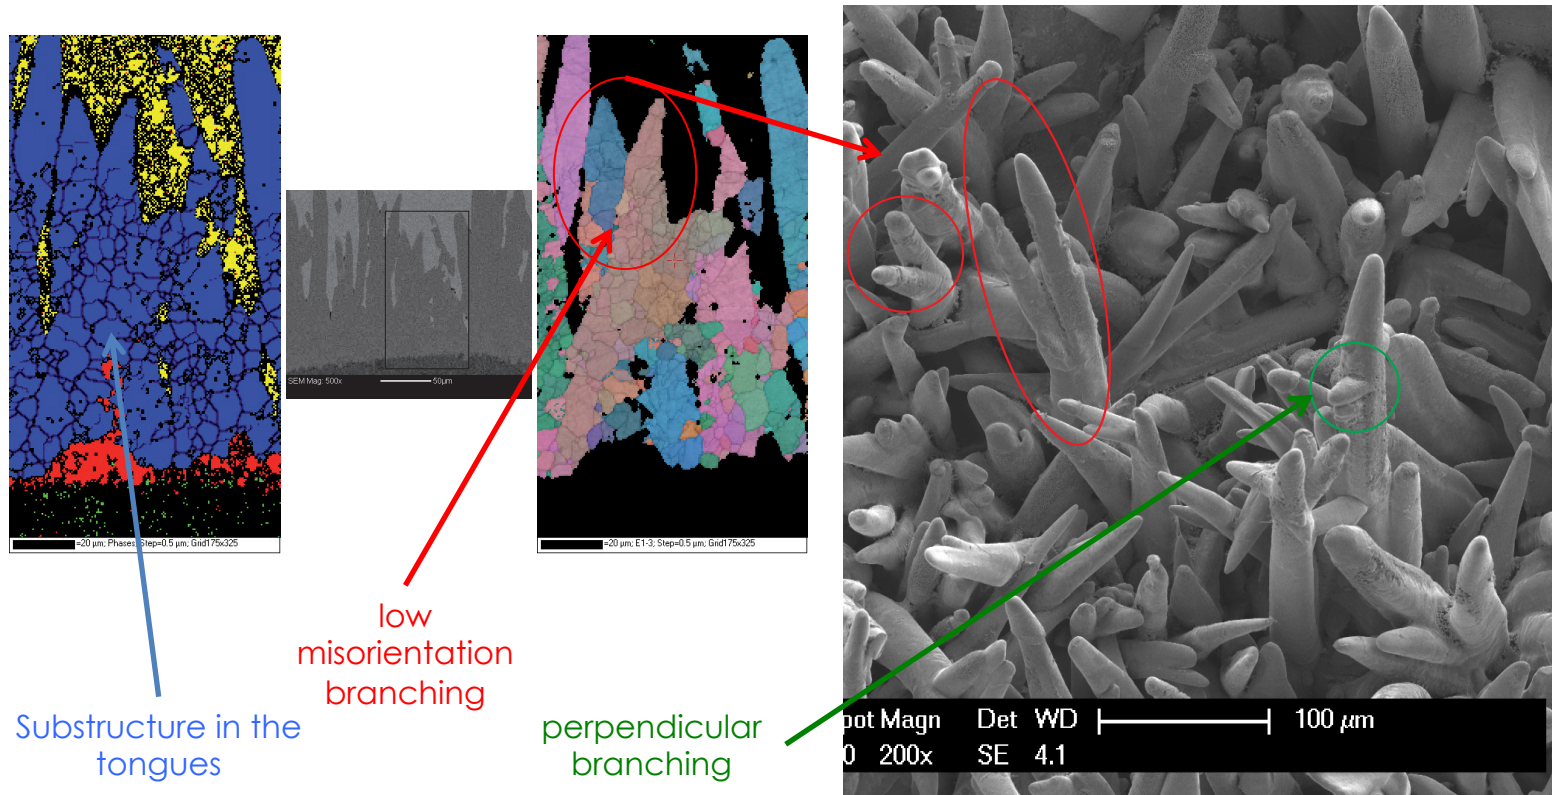 =20 µm; Phases; Step=0.5 µm; Grid175x325
SEM Mag: 500x
50µm
=20 µm; E1-3; Step=0.5 µm; Grid175x325
low
misorientation
branching
Substructure in the
tongues
perpendicular
branching
pot Magn Det WD 100 µm
0 200x SE 4.1